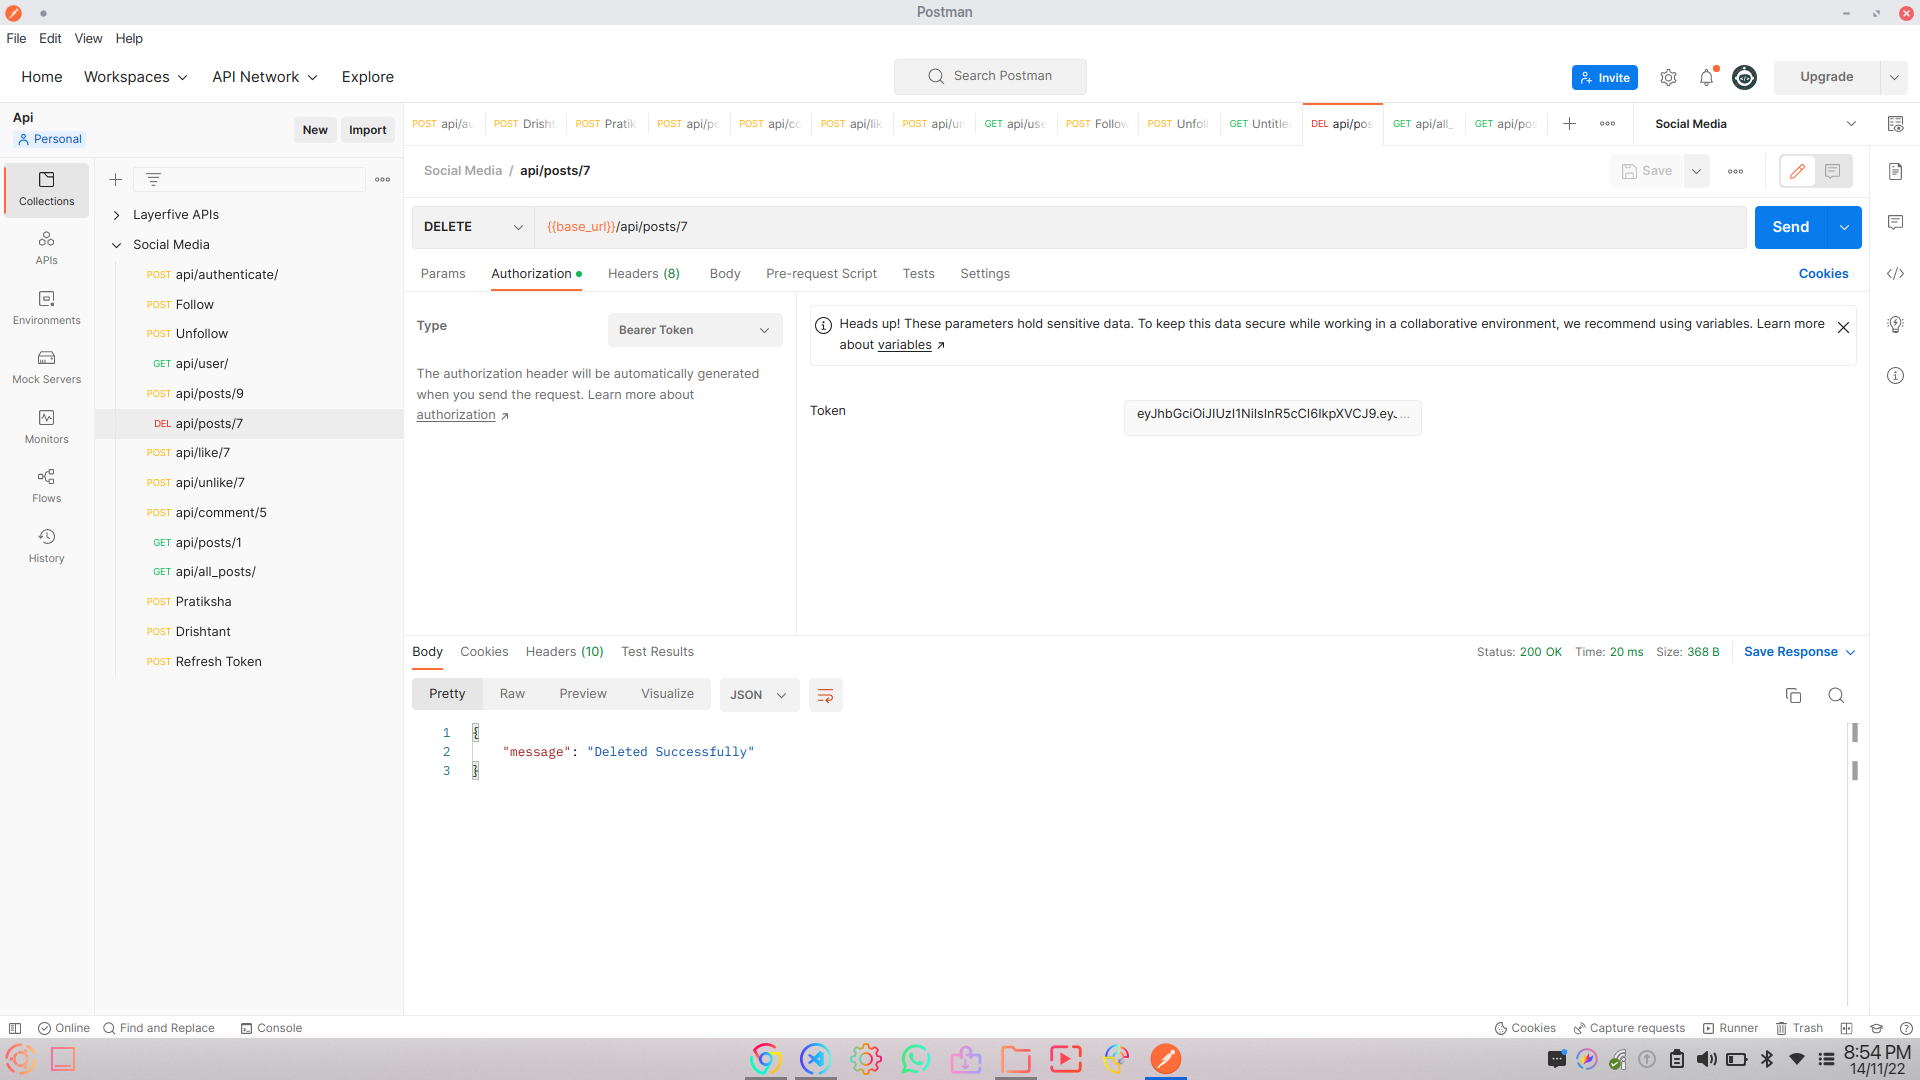 Postman
File Edit View Help
Home Workspaces API Network Explore
Search Postman
Invite
Upgrade
Api
Personal
New Import
POST api/au
POST Drisht
POST Pratik
POST api/po
POST api/co
POST api/lik
POST api/un
GET api/use
POST Follow
POST Unfoll
GET Untitled
DEL api/pos
GET api/all_
GET api/pos
Social Media
Collections
APIs
Environments
Mock Servers
Monitors
Flows
History
Layerfive APIs
Social Media
POST api/authenticate/
POST Follow
POST Unfollow
GET api/user/
POST api/posts/9
DEL api/posts/7
POST api/like/7
POST api/unlike/7
POST api/comment/5
GET api/posts/1
GET api/all_posts/
POST Pratiksha
POST Drishtant
POST Refresh Token
Social Media / api/posts/7
Save
DELETE {{base_url}}/api/posts/7
Send
Params Authorization Headers (8) Body Pre-request Script Tests Settings
Cookies
Type
Bearer Token
The authorization header will be automatically generated
when you send the request. Learn more about
authorization ↗
Heads up! These parameters hold sensitive data. To keep this data secure while working in a collaborative environment, we recommend using variables. Learn more
about variables ↗
Token
eyJhbGciOiJIUzI1NiIsInR5cCI6IkpXVCJ9.eyJ...
Body Cookies Headers (10) Test Results
Status: 200 OK Time: 20 ms Size: 368 B
Save Response
Pretty Raw Preview Visualize JSON
1 {
2 "message": "Deleted Successfully"
3 }
Online Find and Replace Console
Cookies Capture requests Runner Trash
8:54 PM
14/11/22